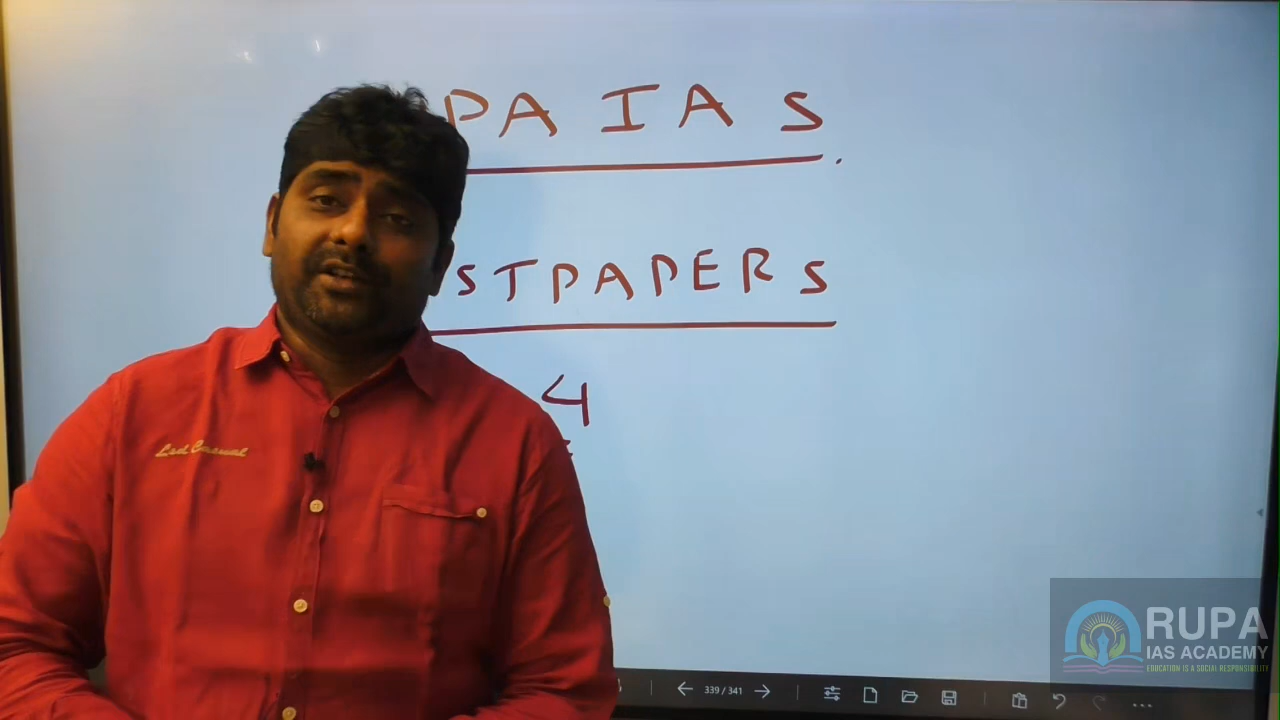 PA IAS
STPAPERS
4
Led Casual
339 / 341
RUPA
IAS ACADEMY
EDUCATION IS A SOCIAL RESPONSIBILITY